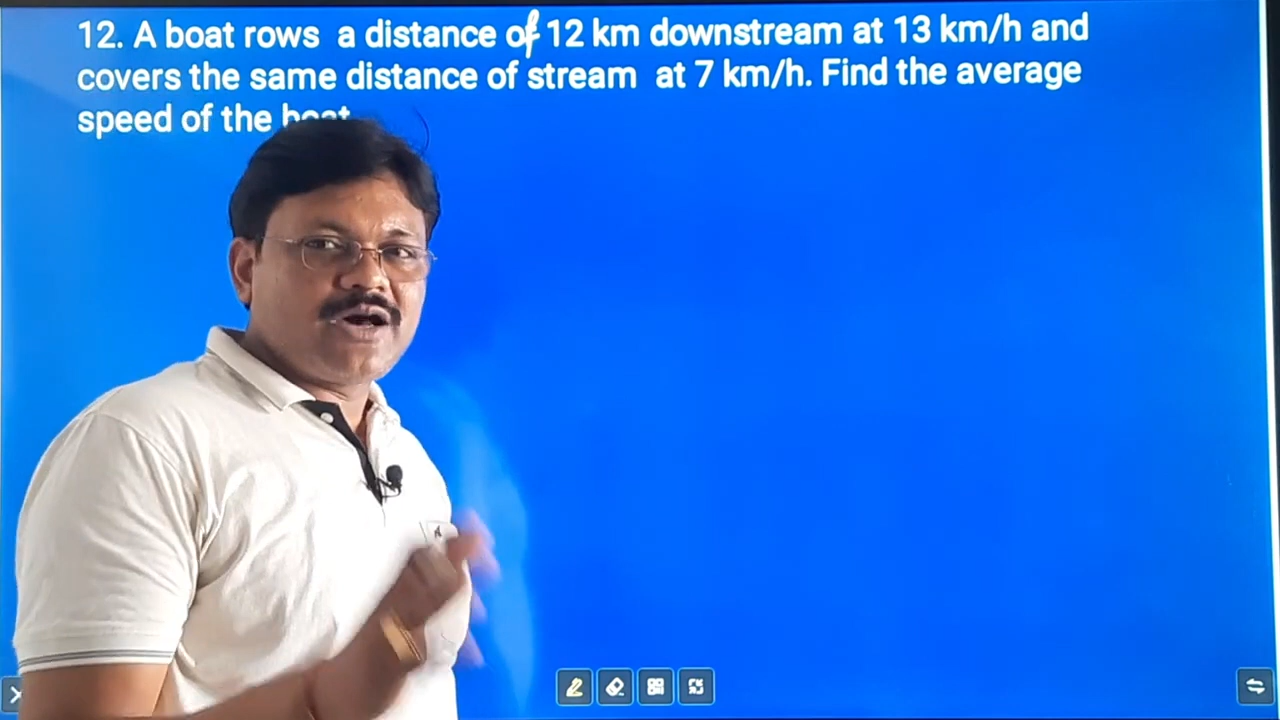 12. A boat rows a distance of 12 km downstream at 13 km/h and
covers the same distance of stream at 7 km/h. Find the average
speed of the